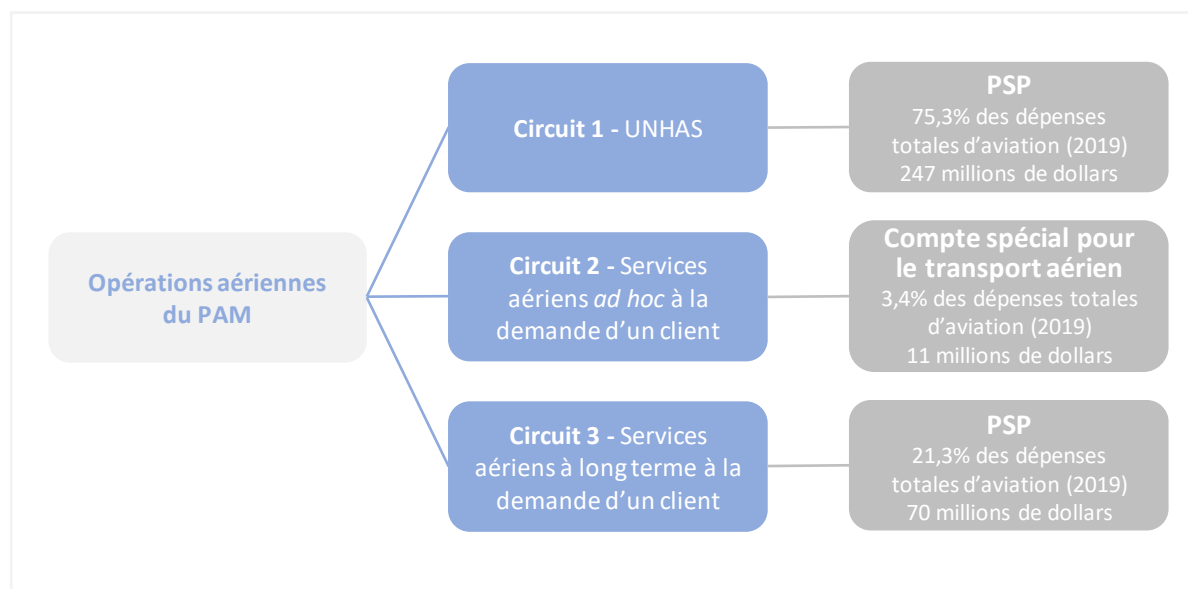 Opérations aériennes
du PAM
Circuit 1 - UNHAS
PSP
75,3% des dépenses
totales d’aviation (2019)
247 millions de dollars
Circuit 2 - Services
aériens ad hoc à la
demande d’un client
Compte spécial pour
le transport aérien
3,4% des dépenses totales
d’aviation (2019)
11 millions de dollars
Circuit 3 - Services
aériens à long terme à la
demande d’un client
PSP
21,3% des dépenses
totales d’aviation (2019)
70 millions de dollars